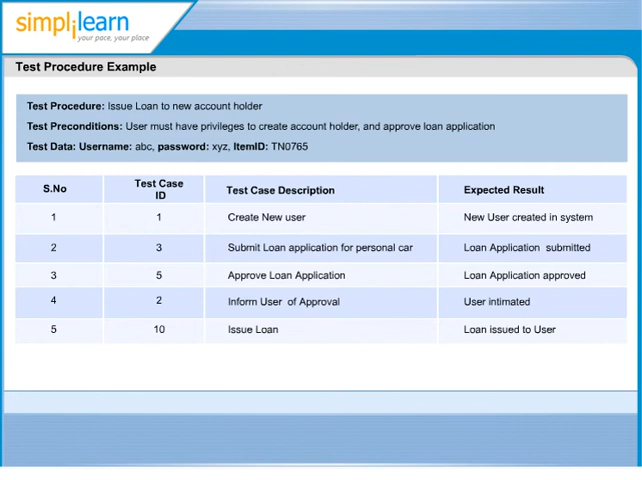 simplilearn
your pace, your place
Test Procedure Example
Test Procedure: Issue Loan to new account holder
Test Preconditions: User must have privileges to create account holder, and approve loan application
Test Data: Username: abc, password: xyz, ItemID: TN0765
S.No Test Case ID Test Case Description Expected Result
1 1 Create New user New User created in system
2 3 Submit Loan application for personal car Loan Application submitted
3 5 Approve Loan Application Loan Application approved
4 2 Inform User of Approval User intimated
5 10 Issue Loan Loan issued to User